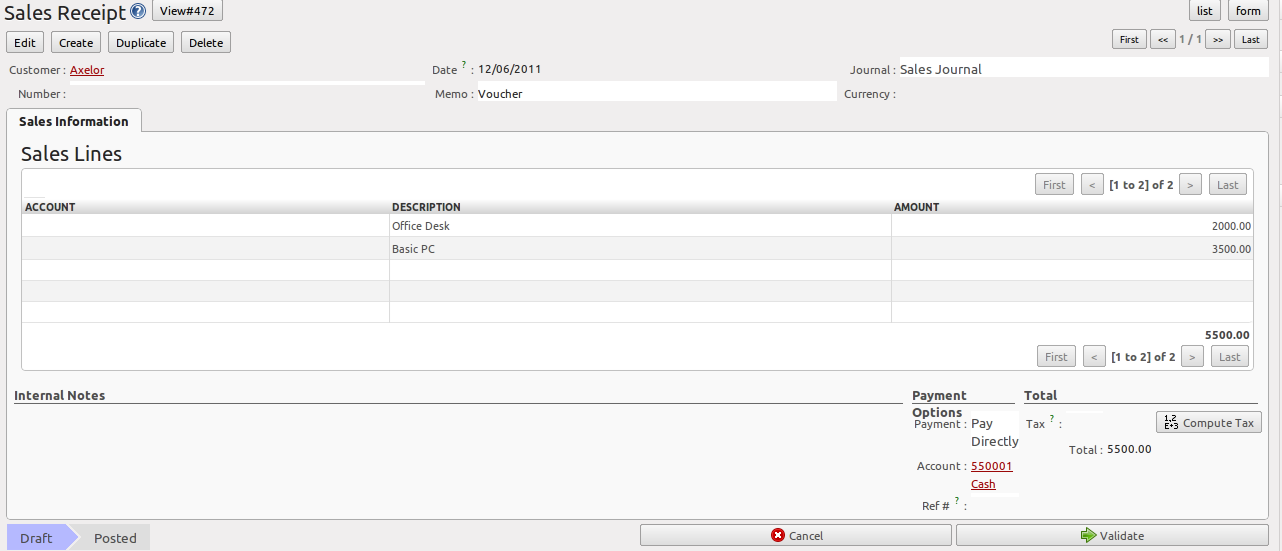 Sales Receipt ? View#472 list form
Edit Create Duplicate Delete First << 1 / 1 >> Last
Customer : Axelor Date ? : 12/06/2011 Journal : Sales Journal
Number : Memo : Voucher Currency :
Sales Information
Sales Lines
First < [1 to 2] of 2 > Last
ACCOUNT DESCRIPTION AMOUNT
Office Desk 2000.00
Basic PC 3500.00
5500.00
First < [1 to 2] of 2 > Last
Internal Notes Payment Total
Options
Payment : Pay Tax ? : 1,2 E+3 Compute Tax
Directly
Total : 5500.00
Account : 550001
Cash
Ref # ? :
Draft Posted Cancel Validate